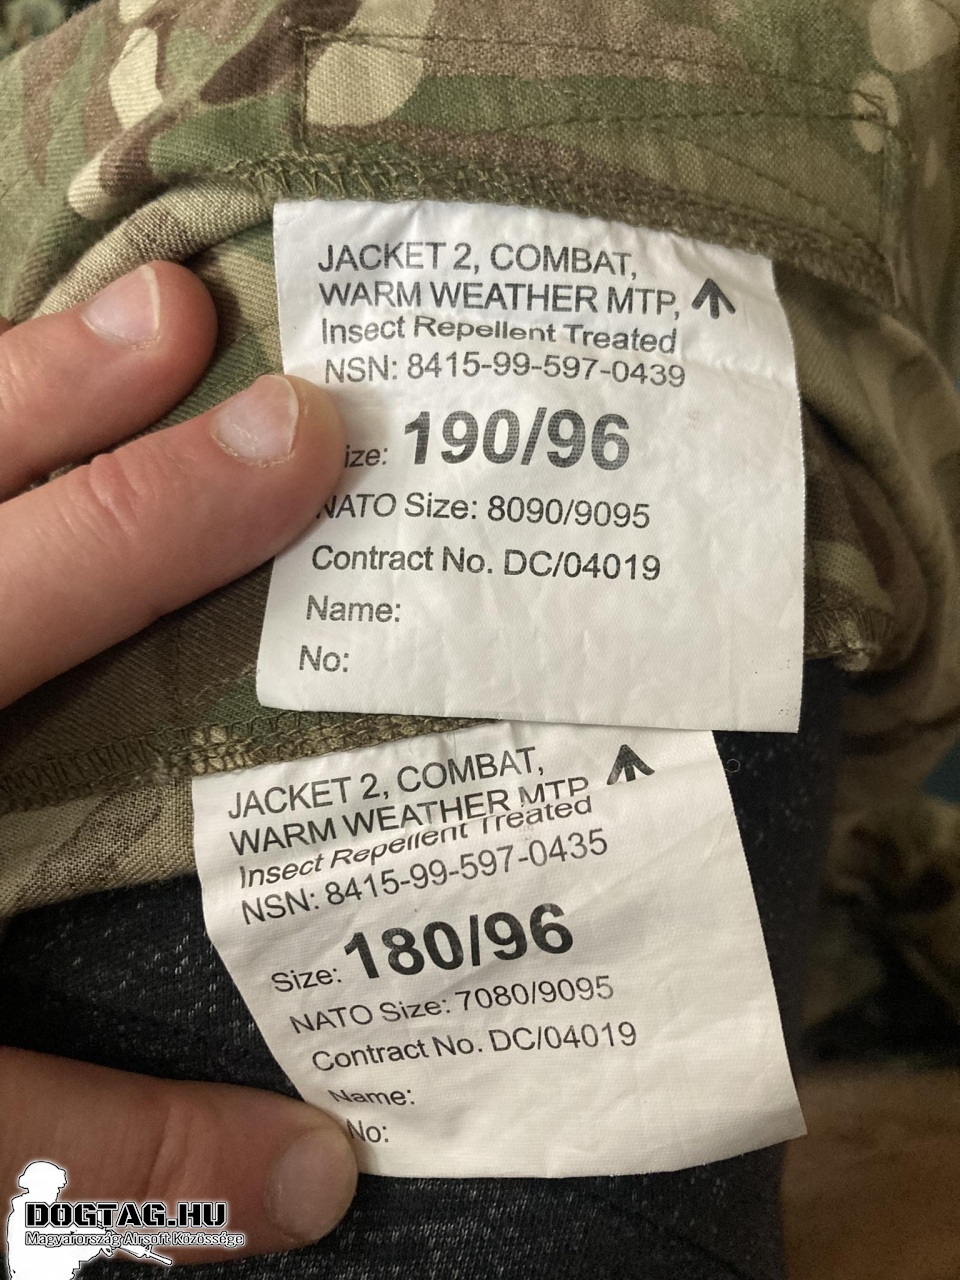 JACKET 2, COMBAT,
WARM WEATHER MTP,
Insect Repellent Treated
NSN: 8415-99-597-0439
ize: 190/96
NATO Size: 8090/9095
Contract No. DC/04019
Name:
No:
JACKET 2, COMBAT,
WARM WEATHER MTP
Insect Repellent Treated
NSN: 8415-99-597-0435
Size: 180/96
NATO Size: 7080/9095
Contract No. DC/04019
Name:
No:
DOGTAG.HU
Magyarország Airsoft Közössége